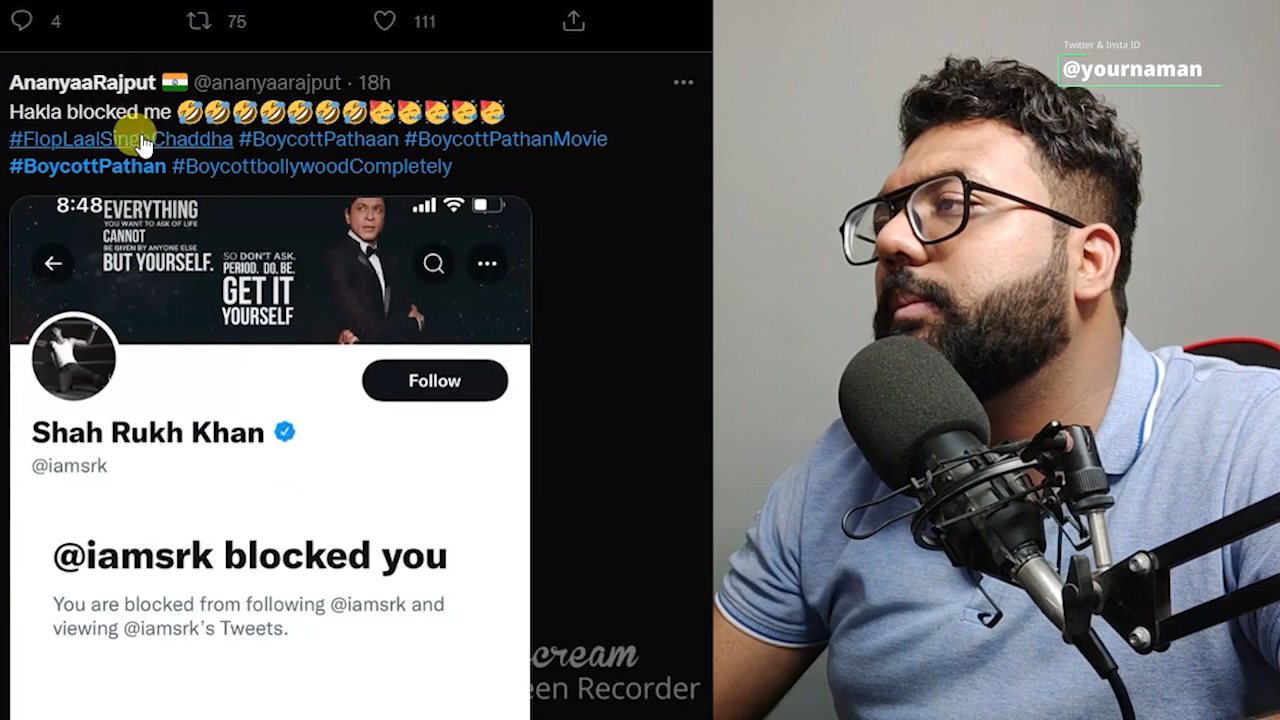 4 75 111
Twitter & Insta ID
@yournaman
AnanyaaRajput 🇮🇳 @ananyaarajput · 18h
Hakla blocked me 🤣🤣🤣🤣🤣🤣🤣🥳🥳🥳🥳🥳
#FlopLaalSinghChaddha #BoycottPathaan #BoycottPathanMovie
#BoycottPathan #BoycottbollywoodCompletely
8:48
EVERYTHING
YOU WANT TO ASK OF LIFE
CANNOT
BE GIVEN BY ANYONE ELSE
BUT YOURSELF.
SO DON'T ASK.
PERIOD. DO. BE.
GET IT
YOURSELF
Follow
Shah Rukh Khan
@iamsrk
@iamsrk blocked you
You are blocked from following @iamsrk and
viewing @iamsrk's Tweets.
cream
een Recorder